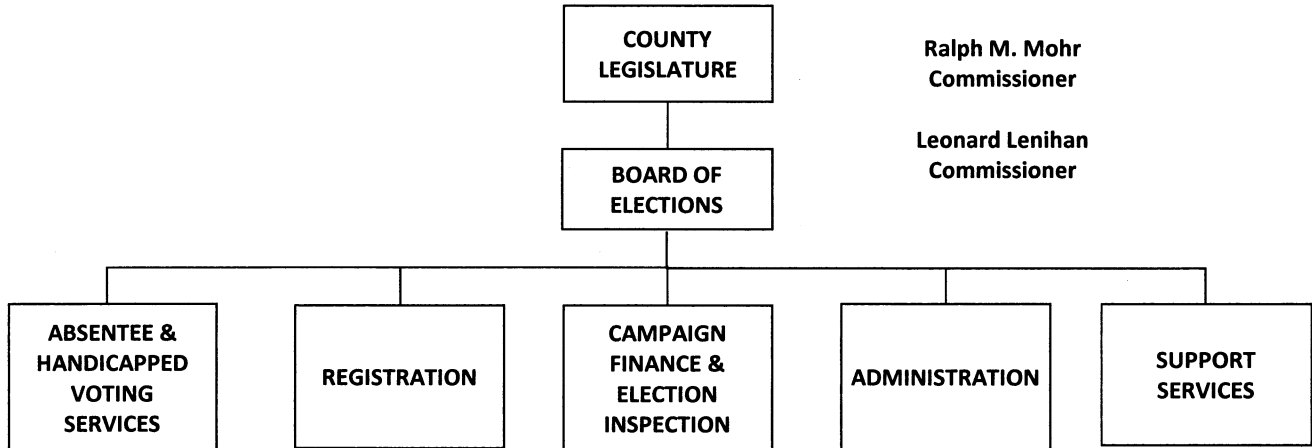 COUNTY
LEGISLATURE
Ralph M. Mohr
Commissioner
Leonard Lenihan
Commissioner
BOARD OF
ELECTIONS
ABSENTEE &
HANDICAPPED
VOTING
SERVICES
REGISTRATION
CAMPAIGN
FINANCE &
ELECTION
INSPECTION
ADMINISTRATION
SUPPORT
SERVICES